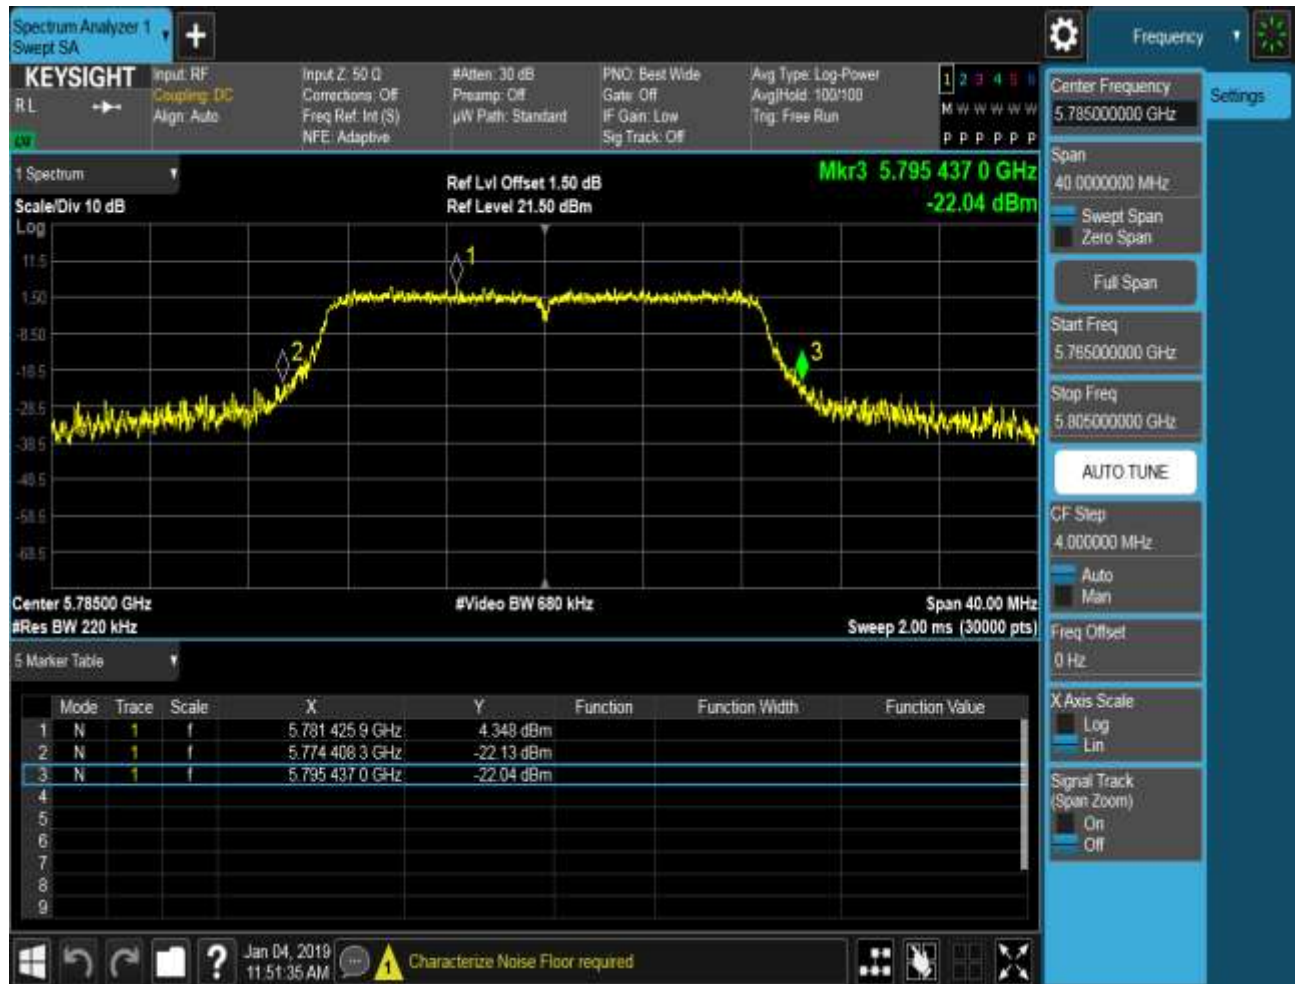 Spectrum Analyzer 1
Swept SA
Frequency
KEYSIGHT
R L
Input: RF
Coupling: DC
Align: Auto
Input Z: 50 Ω
Corrections: Off
Freq Ref: Int (S)
NFE: Adaptive
#Atten: 30 dB
Preamp: Off
µW Path: Standard
PNO: Best Wide
Gate: Off
IF Gain: Low
Sig Track: Off
Avg Type: Log-Power
Avg|Hold: 100/100
Trig: Free Run
1 2 3 4 5 6
M W W W W W
P P P P P P
1 Spectrum
Scale/Div 10 dB
Ref Lvl Offset 1.50 dB
Ref Level 21.50 dBm
Mkr3 5.795 437 0 GHz
-22.04 dBm
Log
11.5
1.50
-8.50
-18.5
-28.5
-38.5
-48.5
-58.5
-68.5
1
2
3
Center 5.78500 GHz
#Res BW 220 kHz
#Video BW 680 kHz
Span 40.00 MHz
Sweep 2.00 ms (30000 pts)
5 Marker Table
Mode Trace Scale X Y Function Function Width Function Value
1 N 1 f 5.781 425 9 GHz 4.348 dBm
2 N 1 f 5.774 408 3 GHz -22.13 dBm
3 N 1 f 5.795 437 0 GHz -22.04 dBm
4
5
6
7
8
9
Jan 04, 2019
11:51:35 AM
1
Characterize Noise Floor required
Center Frequency
5.785000000 GHz
Settings
Span
40.0000000 MHz
Swept Span
Zero Span
Full Span
Start Freq
5.765000000 GHz
Stop Freq
5.805000000 GHz
AUTO TUNE
CF Step
4.000000 MHz
Auto
Man
Freq Offset
0 Hz
X Axis Scale
Log
Lin
Signal Track
(Span Zoom)
On
Off